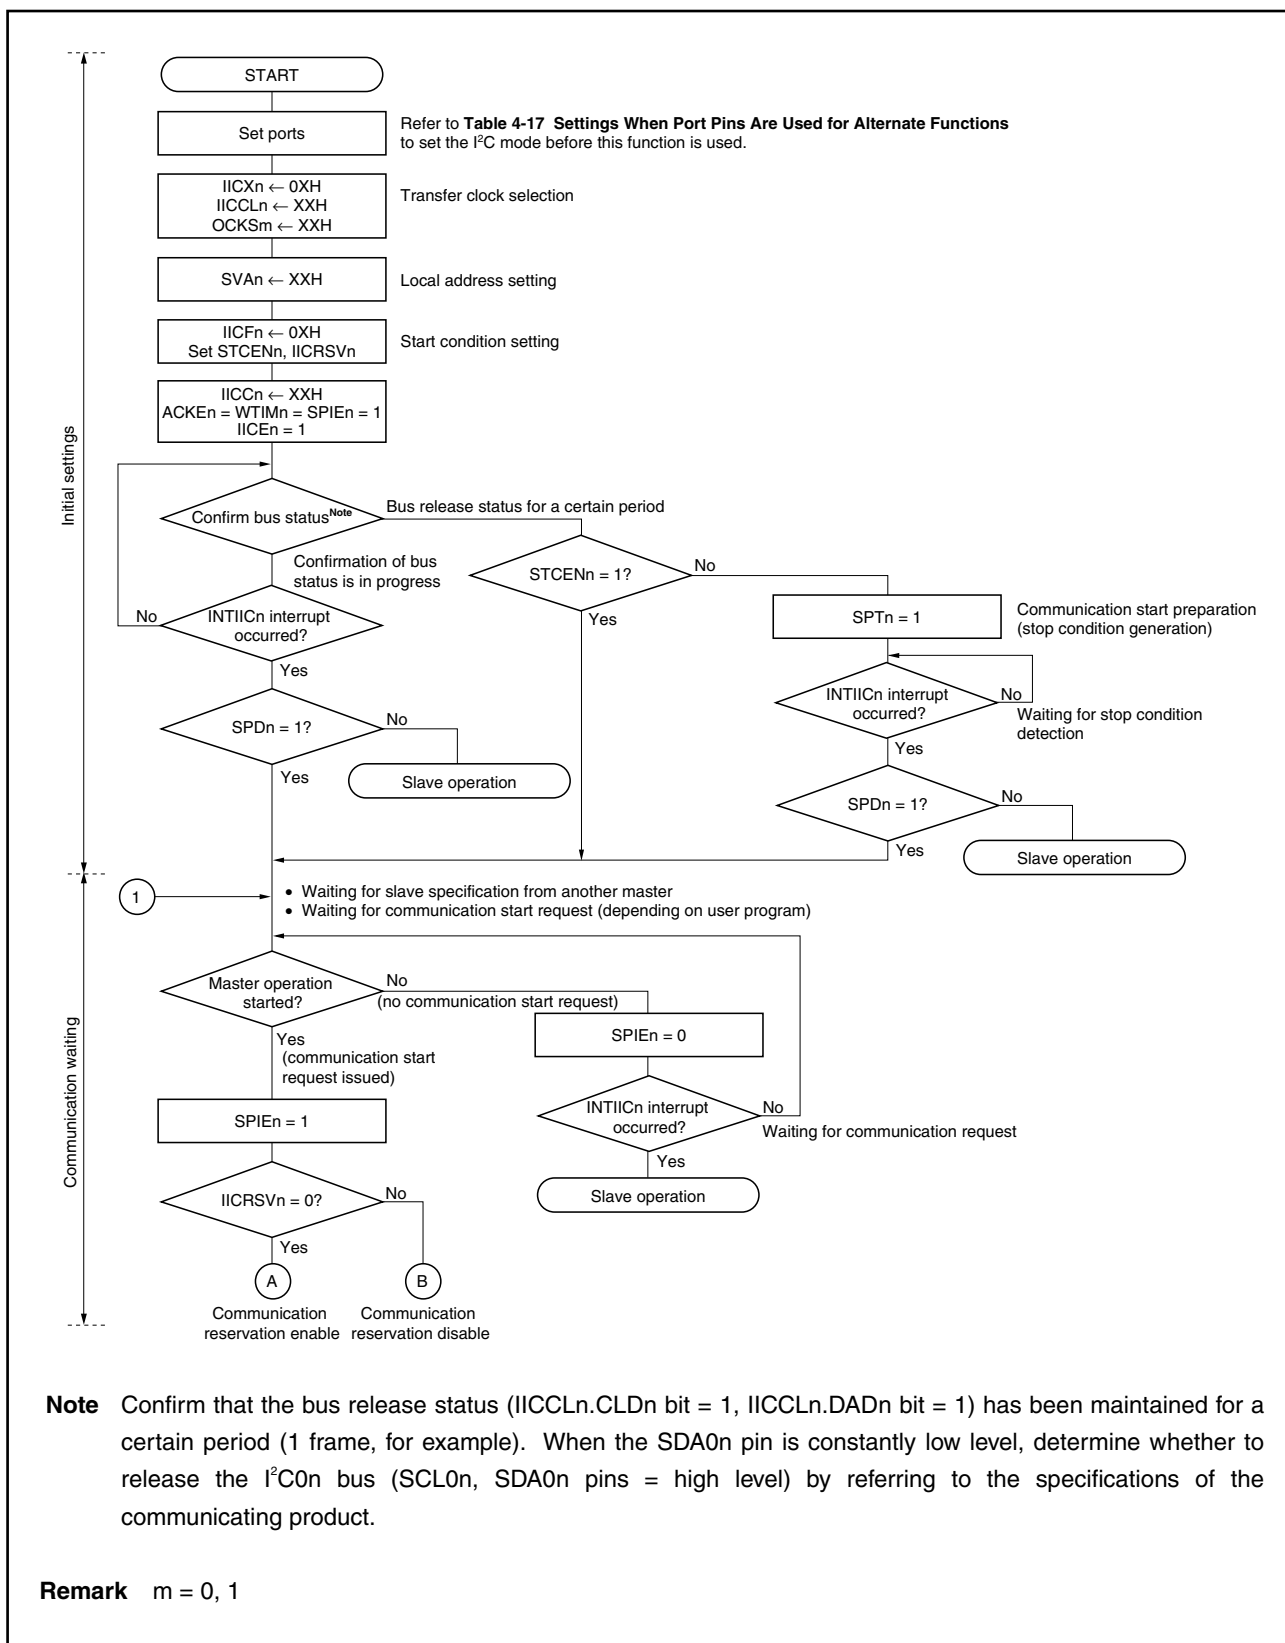 START
Set ports
Refer to Table 4-17 Settings When Port Pins Are Used for Alternate Functions
to set the I²C mode before this function is used.
IICXn ← 0XH
IICCLn ← XXH
OCKSm ← XXH
Transfer clock selection
SVAn ← XXH
Local address setting
IICFn ← 0XH
Set STCENn, IICRSVn
Start condition setting
IICCn ← XXH
ACKEn = WTIMn = SPIEn = 1
IICEn = 1
Initial settings
Confirm bus status^Note
Bus release status for a certain period
Confirmation of bus
status is in progress
STCENn = 1?
No
Yes
SPTn = 1
Communication start preparation
(stop condition generation)
No
INTIICn interrupt
occurred?
Yes
INTIICn interrupt
occurred?
No
Waiting for stop condition
detection
Yes
SPDn = 1?
No
Yes
Slave operation
SPDn = 1?
No
Yes
Slave operation
1
• Waiting for slave specification from another master
• Waiting for communication start request (depending on user program)
Communication waiting
Master operation
started?
No
(no communication start request)
Yes
(communication start
request issued)
SPIEn = 0
INTIICn interrupt
occurred?
No
Waiting for communication request
Yes
Slave operation
SPIEn = 1
IICRSVn = 0?
No
Yes
A
B
Communication
reservation enable
Communication
reservation disable
Note Confirm that the bus release status (IICCLn.CLDn bit = 1, IICCLn.DADn bit = 1) has been maintained for a
certain period (1 frame, for example). When the SDA0n pin is constantly low level, determine whether to
release the I²C0n bus (SCL0n, SDA0n pins = high level) by referring to the specifications of the
communicating product.
Remark m = 0, 1